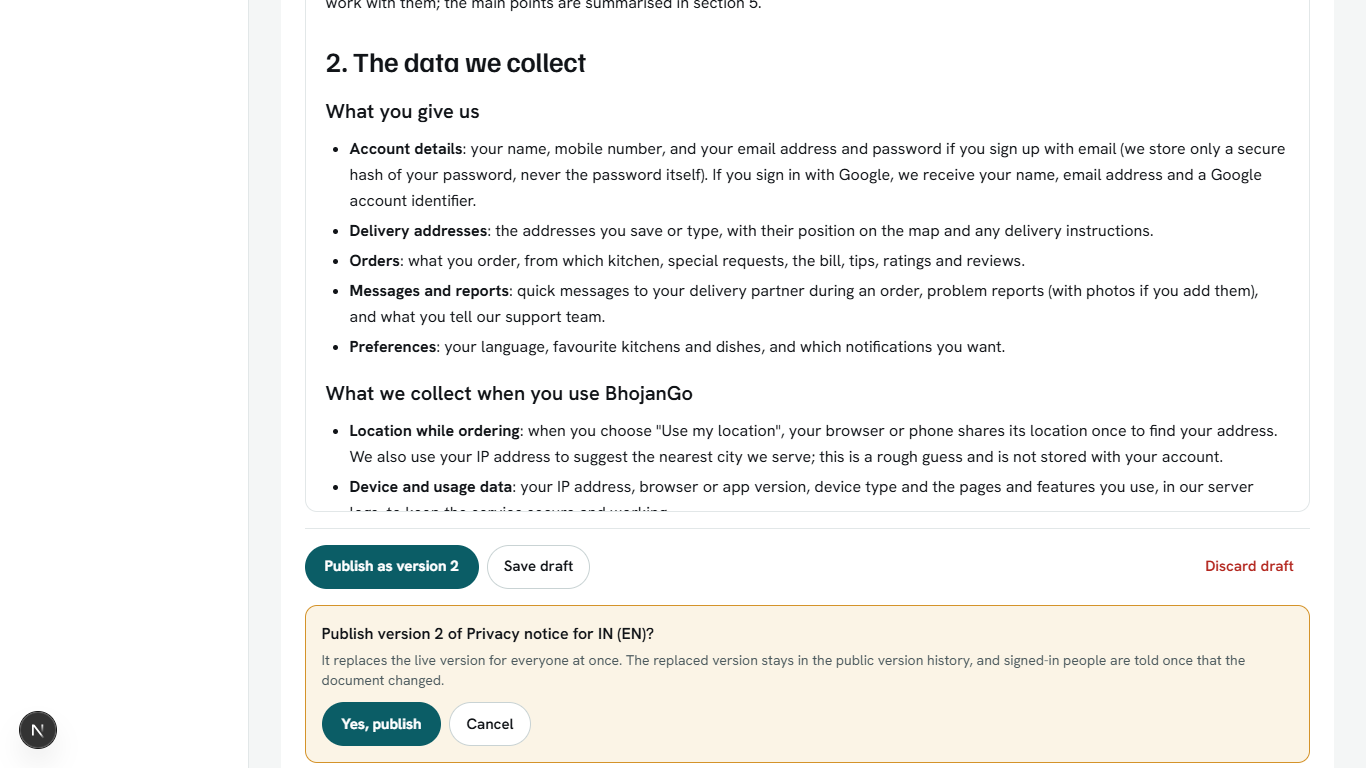 work with them; the main points are summarised in section 5.
2. The data we collect
What you give us
• Account details: your name, mobile number, and your email address and password if you sign up with email (we store only a secure
hash of your password, never the password itself). If you sign in with Google, we receive your name, email address and a Google
account identifier.
• Delivery addresses: the addresses you save or type, with their position on the map and any delivery instructions.
• Orders: what you order, from which kitchen, special requests, the bill, tips, ratings and reviews.
• Messages and reports: quick messages to your delivery partner during an order, problem reports (with photos if you add them),
and what you tell our support team.
• Preferences: your language, favourite kitchens and dishes, and which notifications you want.
What we collect when you use BhojanGo
• Location while ordering: when you choose "Use my location", your browser or phone shares its location once to find your address.
We also use your IP address to suggest the nearest city we serve; this is a rough guess and is not stored with your account.
• Device and usage data: your IP address, browser or app version, device type and the pages and features you use, in our server
logs, to keep the service secure and working.
Publish as version 2
Save draft
Discard draft
Publish version 2 of Privacy notice for IN (EN)?
It replaces the live version for everyone at once. The replaced version stays in the public version history, and signed-in people are told once that the
document changed.
Yes, publish
Cancel
N